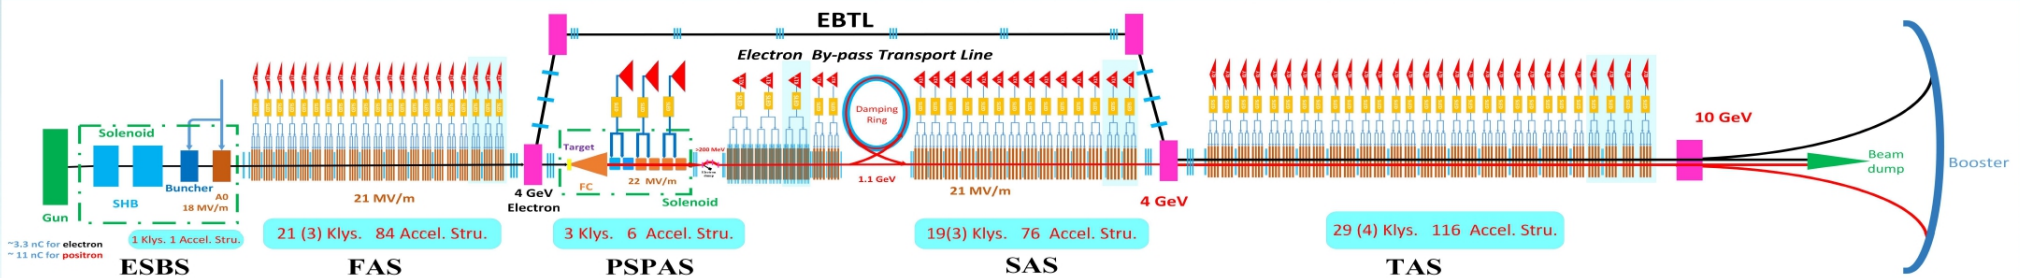 EBTL
Electron By-pass Transport Line
Solenoid
Buncher
SHB
A0
18 MV/m
Gun
~3.3 nC for electron
~ 11 nC for positron
1 Klys. 1 Accel. Stru.
ESBS
21 MV/m
21 (3) Klys. 84 Accel. Stru.
FAS
4 GeV
Electron
Target
FC
22 MV/m
Solenoid
>200 MeV
3 Klys. 6 Accel. Stru.
PSPAS
Damping
Ring
1.1 GeV
21 MV/m
19(3) Klys. 76 Accel. Stru.
SAS
4 GeV
29 (4) Klys. 116 Accel. Stru.
TAS
10 GeV
Beam
dump
Booster